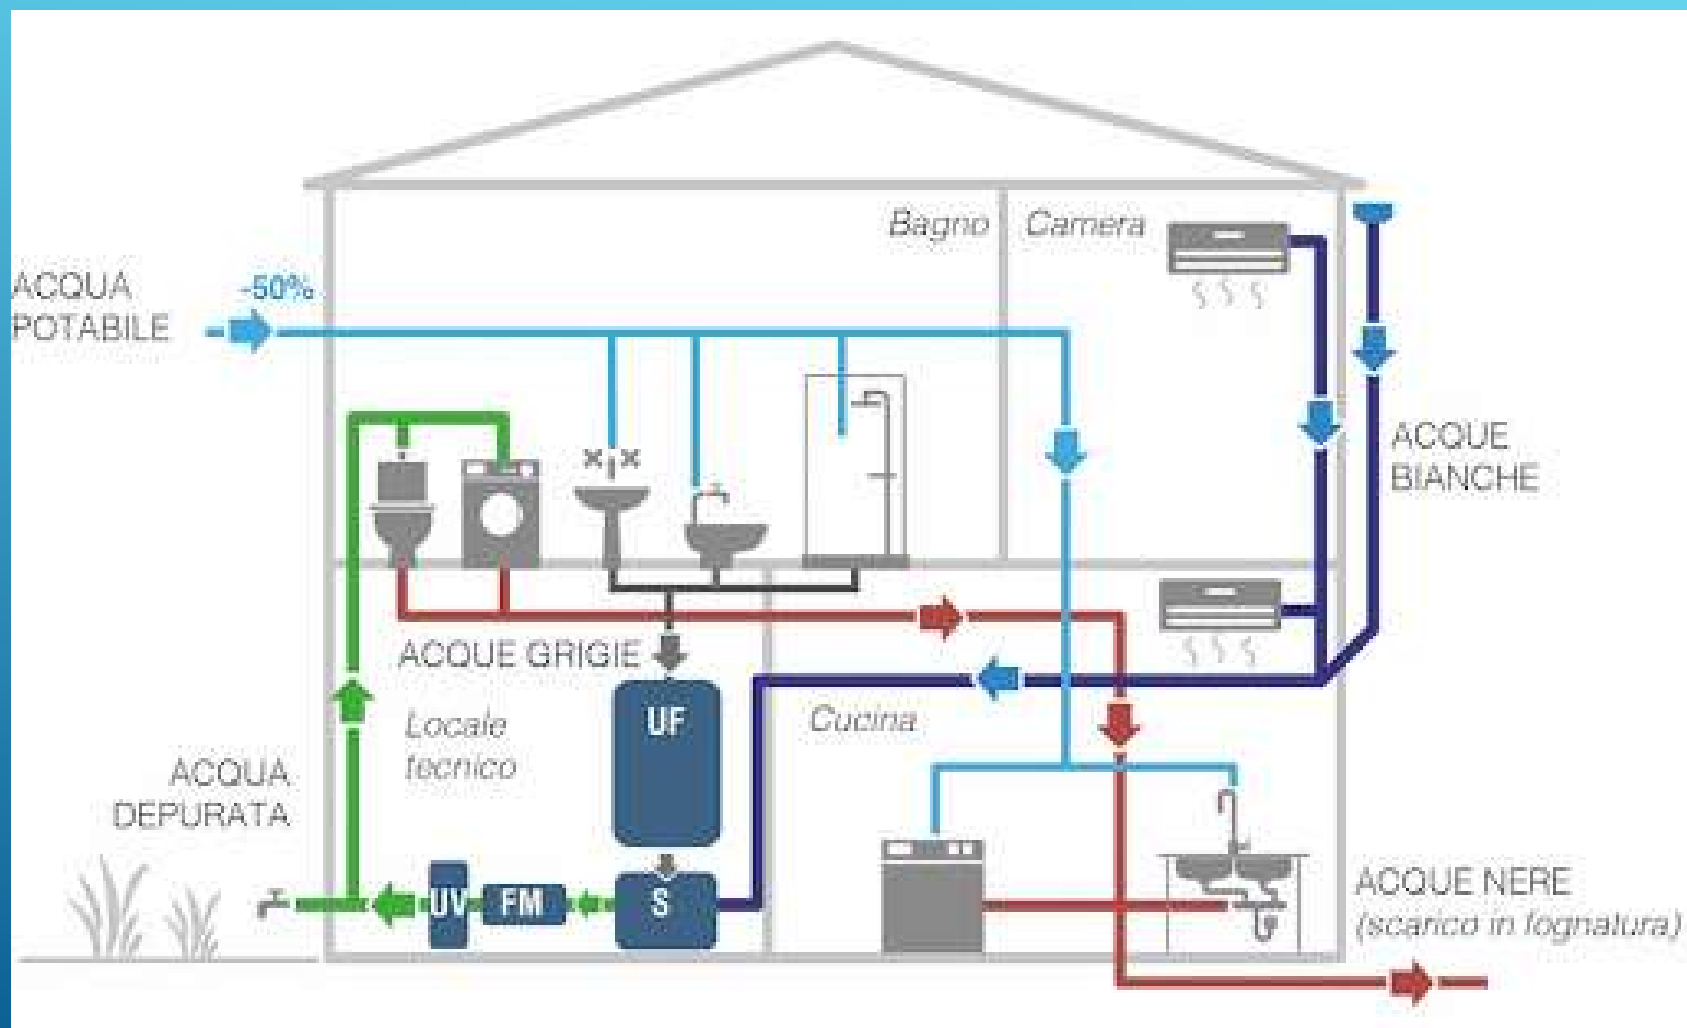 Bagno
Camera
ACQUA
POTABILE
-50%
ACQUE
BIANCHE
ACQUE GRIGIE
UF
Locale
tecnico
Cucina
ACQUA
DEPURATA
UV
FM
S
ACQUE NERE
(scarico in fognatura)